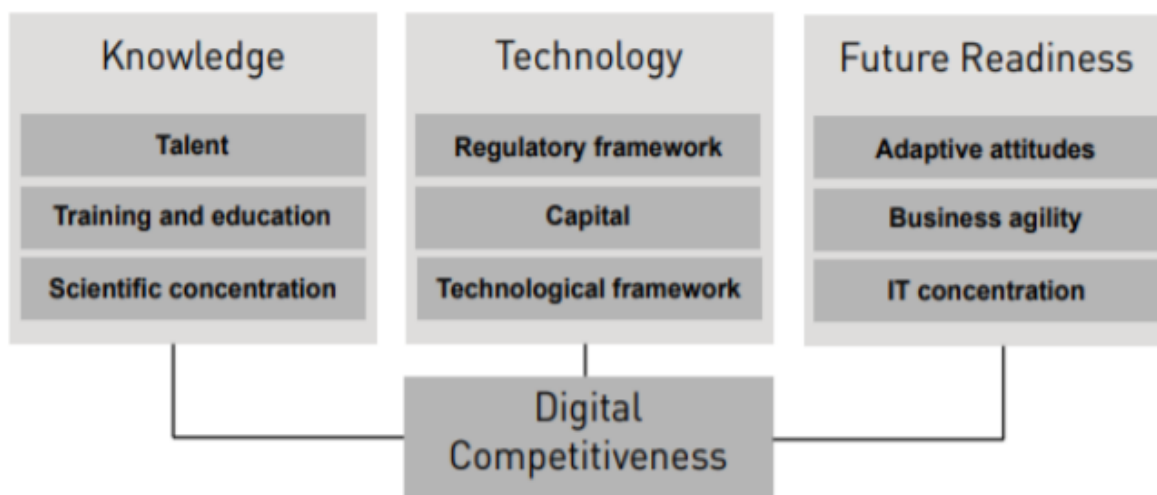 Knowledge
Talent
Training and education
Scientific concentration
Technology
Regulatory framework
Capital
Technological framework
Future Readiness
Adaptive attitudes
Business agility
IT concentration
Digital
Competitiveness